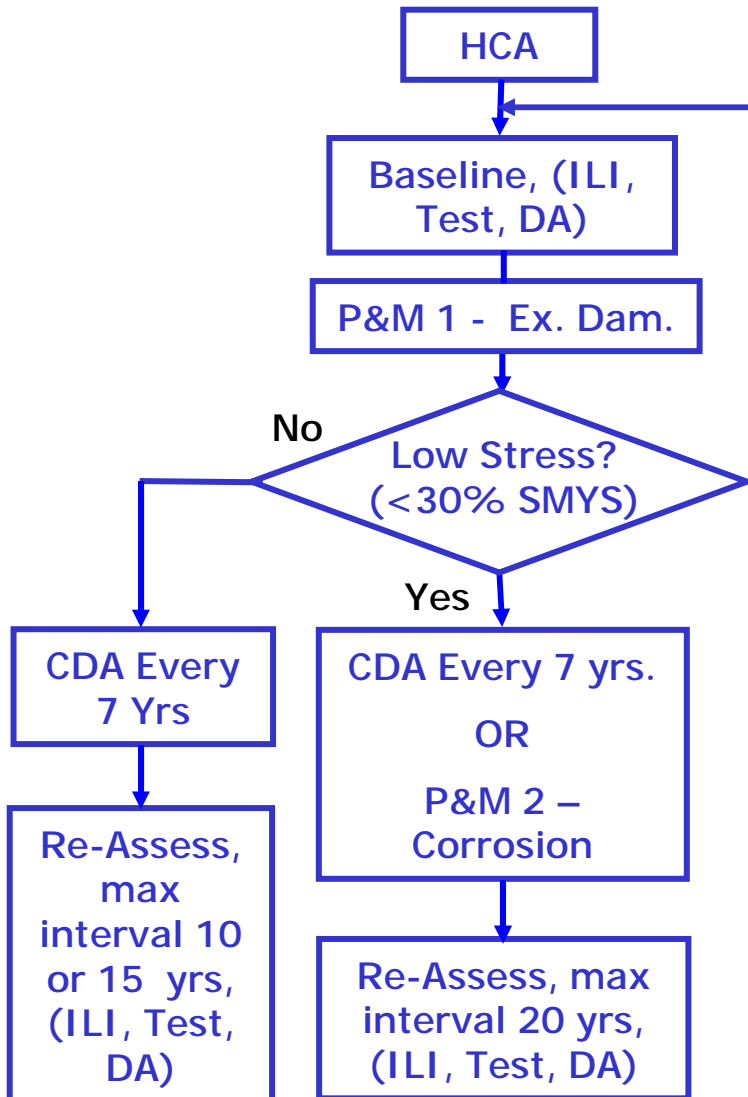 HCA
Baseline, (ILI,
Test, DA)
P&M 1 - Ex. Dam.
No
Low Stress?
(<30% SMYS)
Yes
CDA Every
7 Yrs
CDA Every 7 yrs.
OR
P&M 2 –
Corrosion
Re-Assess,
max
interval 10
or 15 yrs,
(ILI, Test,
DA)
Re-Assess, max
interval 20 yrs,
(ILI, Test, DA)